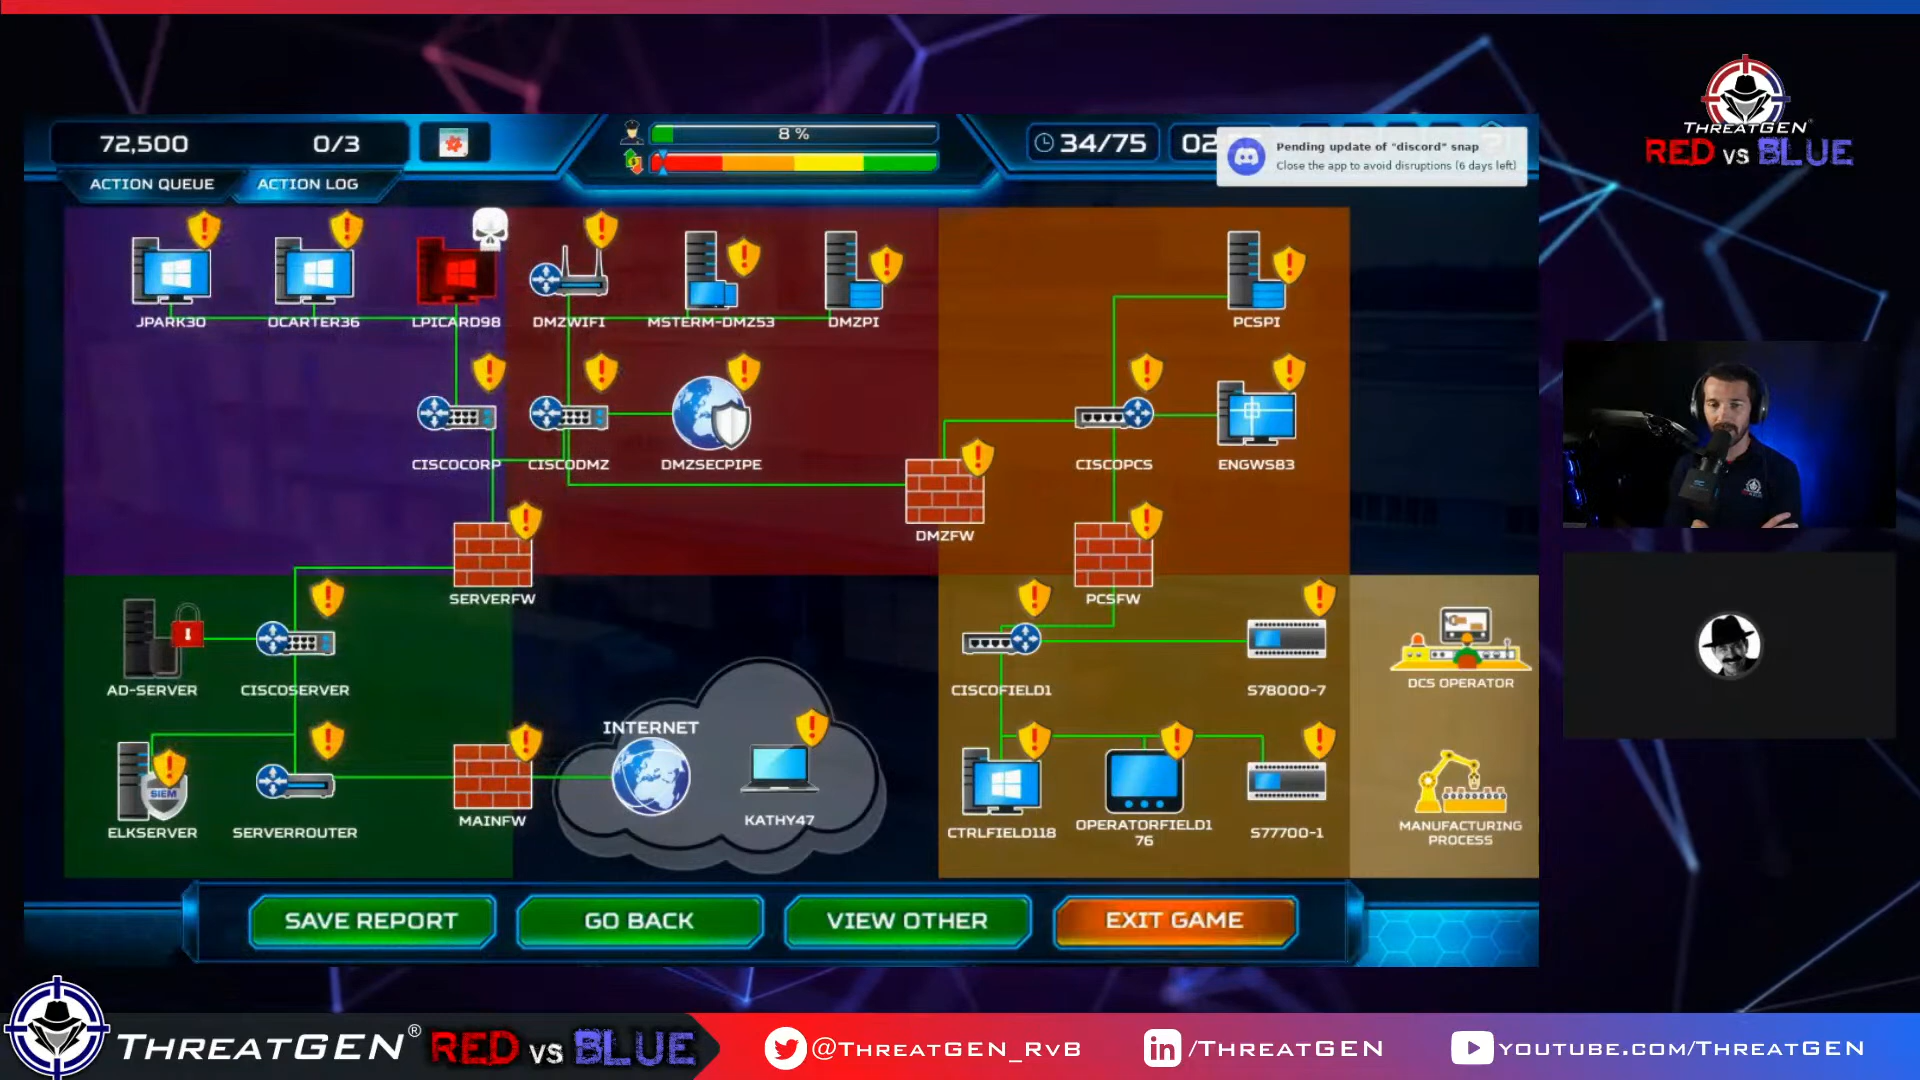 72,500
0/3
8 %
34/75
02
Pending update of "discord" snap
Close the app to avoid disruptions (6 days left)
ACTION QUEUE
ACTION LOG
THREATGEN®
RED VS BLUE
JPARK30
OCARTER36
LPICARD98
DMZWIFI
MSTERM-DMZ53
DMZPI
PCSPI
CISCOCORP
CISCODMZ
DMZSECPIPE
CISCOPCS
ENGWS83
DMZFW
SERVERFW
PCSFW
AD-SERVER
CISCOSERVER
CISCOFIELD1
S78000-7
DCS OPERATOR
INTERNET
SIEM
ELKSERVER
SERVERROUTER
MAINFW
KATHY47
CTRLFIELD118
OPERATORFIELD1
76
S77700-1
MANUFACTURING
PROCESS
SAVE REPORT
GO BACK
VIEW OTHER
EXIT GAME
THREATGEN® RED VS BLUE
@THREATGEN_RVB
/THREATGEN
YOUTUBE.COM/THREATGEN